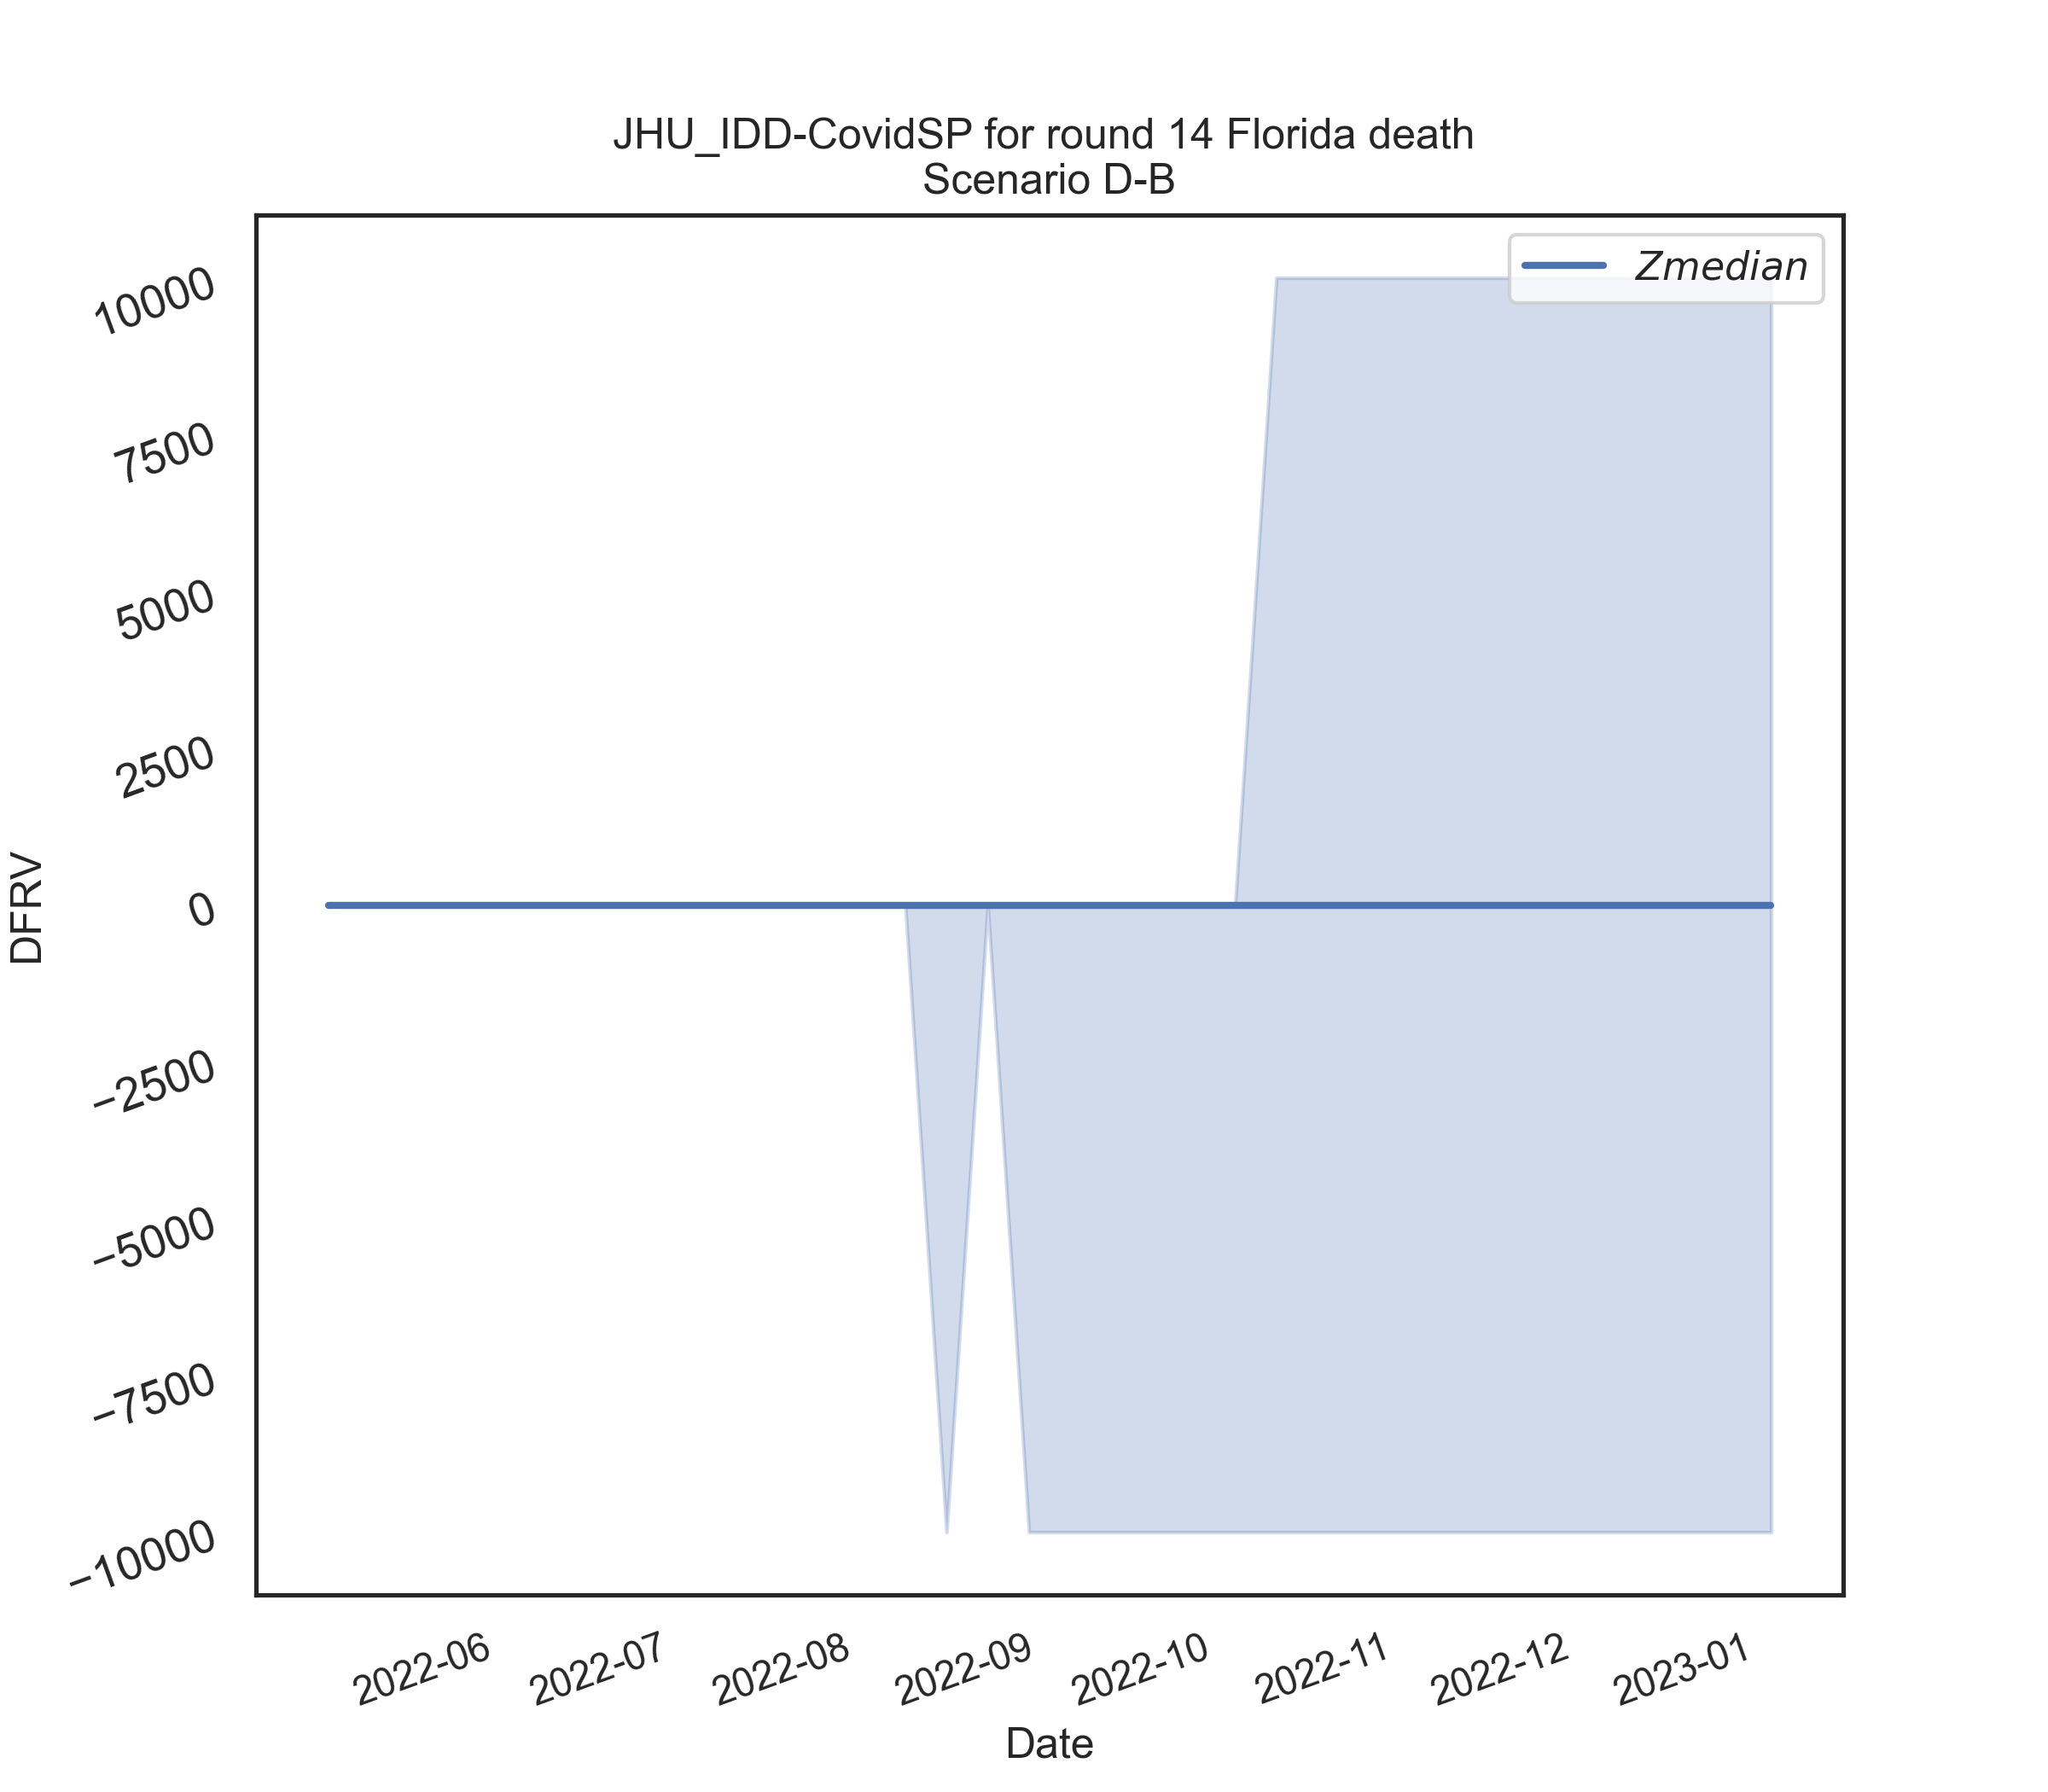 JHU_IDD-CovidSP for round 14 Florida death
Scenario D-B
Zmedian
10000
7500
5000
2500
0
−2500
−5000
−7500
−10000
DFRV
2022-06 2022-07 2022-08 2022-09 2022-10 2022-11 2022-12 2023-01
Date